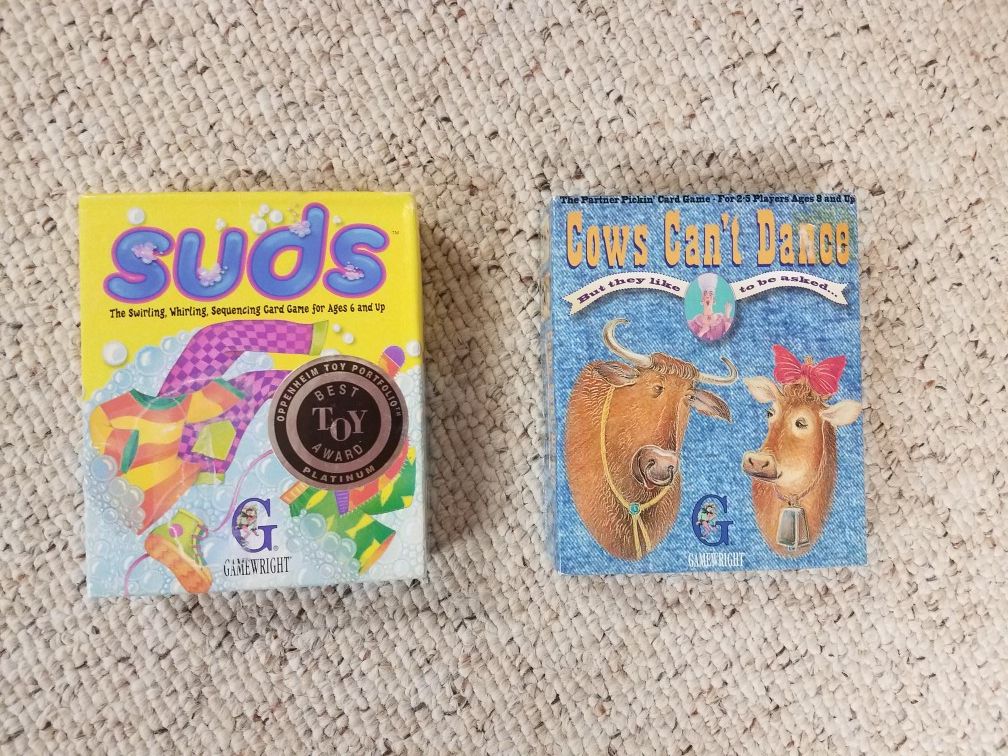 suds™
The Swirling, Whirling, Sequencing Card Game for Ages 6 and Up
OPPENHEIM TOY PORTFOLIO™
BEST
TOY
AWARD
PLATINUM
G®
GAMEWRIGHT
The Partner Pickin' Card Game - For 2-5 Players Ages 8 and Up
Cows Can't Dance
But they like to be asked...
G
GAMEWRIGHT